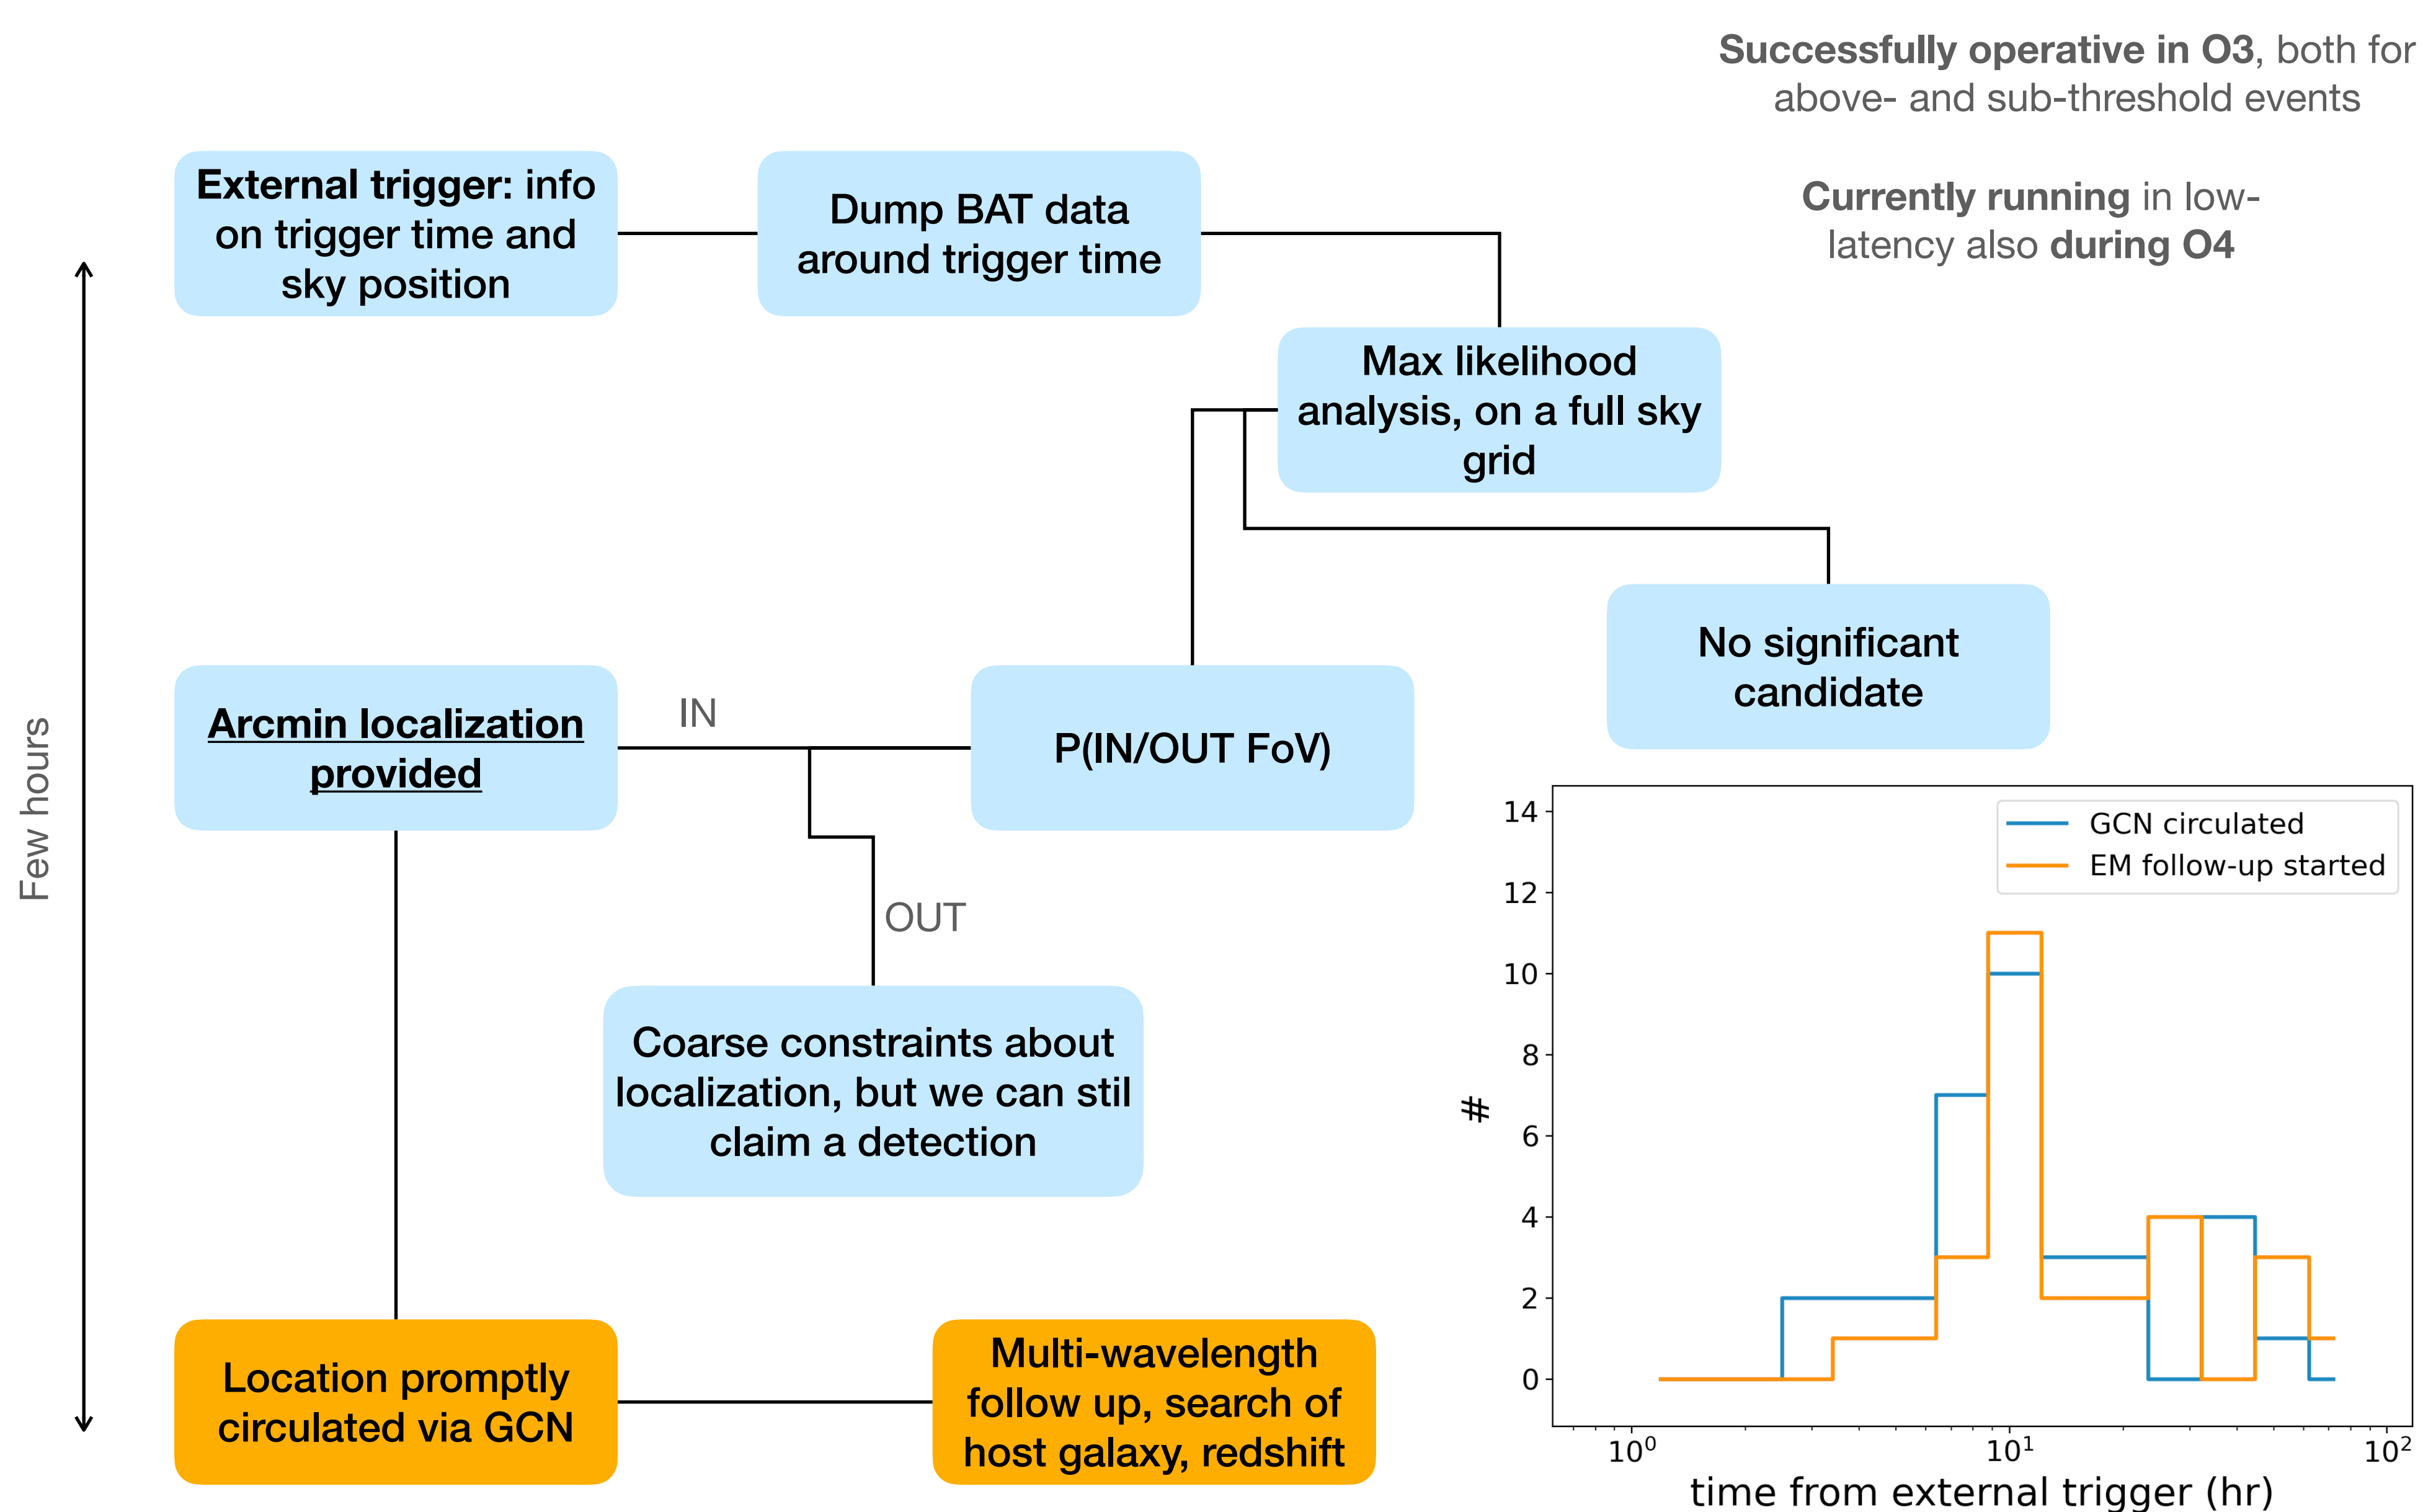 Successfully operative in O3, both for
above- and sub-threshold events
Currently running in low-
latency also during O4
External trigger: info
on trigger time and
sky position
Dump BAT data
around trigger time
Max likelihood
analysis, on a full sky
grid
No significant
candidate
P(IN/OUT FoV)
IN
Arcmin localization
provided
OUT
Coarse constraints about
localization, but we can stil
claim a detection
Location promptly
circulated via GCN
Multi-wavelength
follow up, search of
host galaxy, redshift
Few hours
GCN circulated
EM follow-up started
14
12
10
8
6
4
2
0
#
10⁰
10¹
10²
time from external trigger (hr)